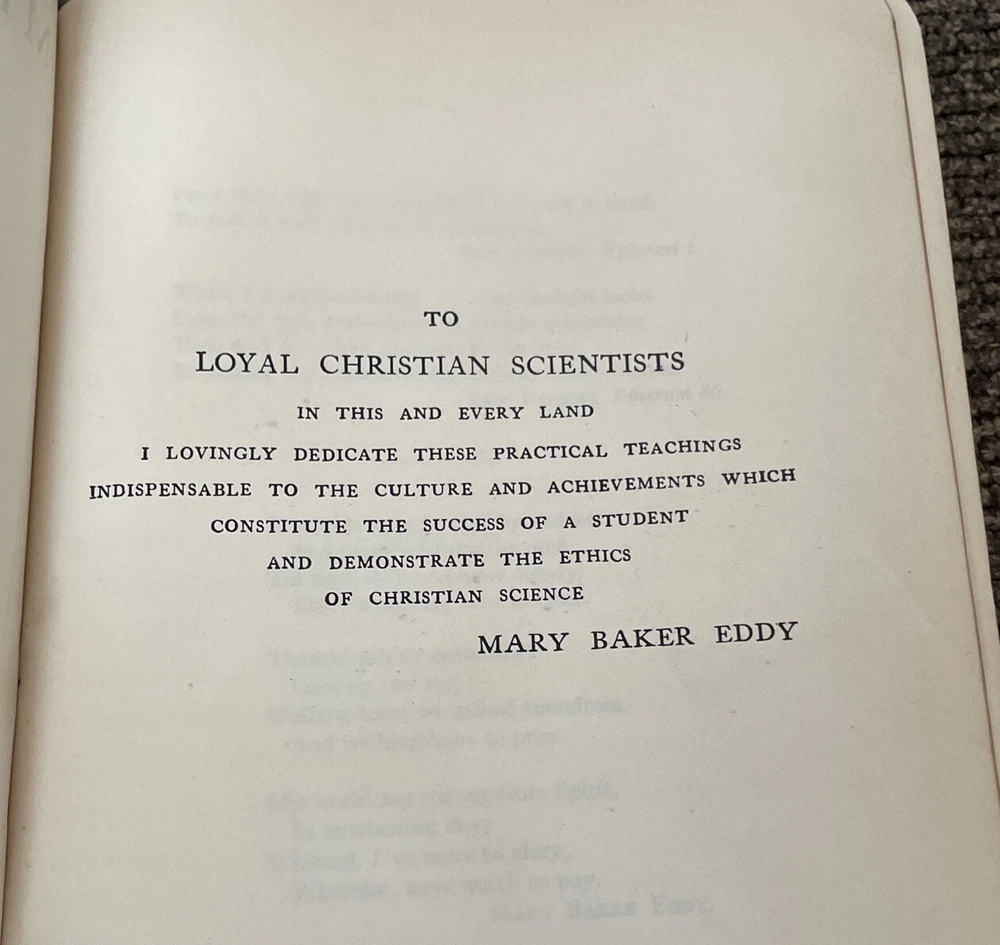 TO
LOYAL CHRISTIAN SCIENTISTS
IN THIS AND EVERY LAND
I LOVINGLY DEDICATE THESE PRACTICAL TEACHINGS
INDISPENSABLE TO THE CULTURE AND ACHIEVEMENTS WHICH
CONSTITUTE THE SUCCESS OF A STUDENT
AND DEMONSTRATE THE ETHICS
OF CHRISTIAN SCIENCE
MARY BAKER EDDY